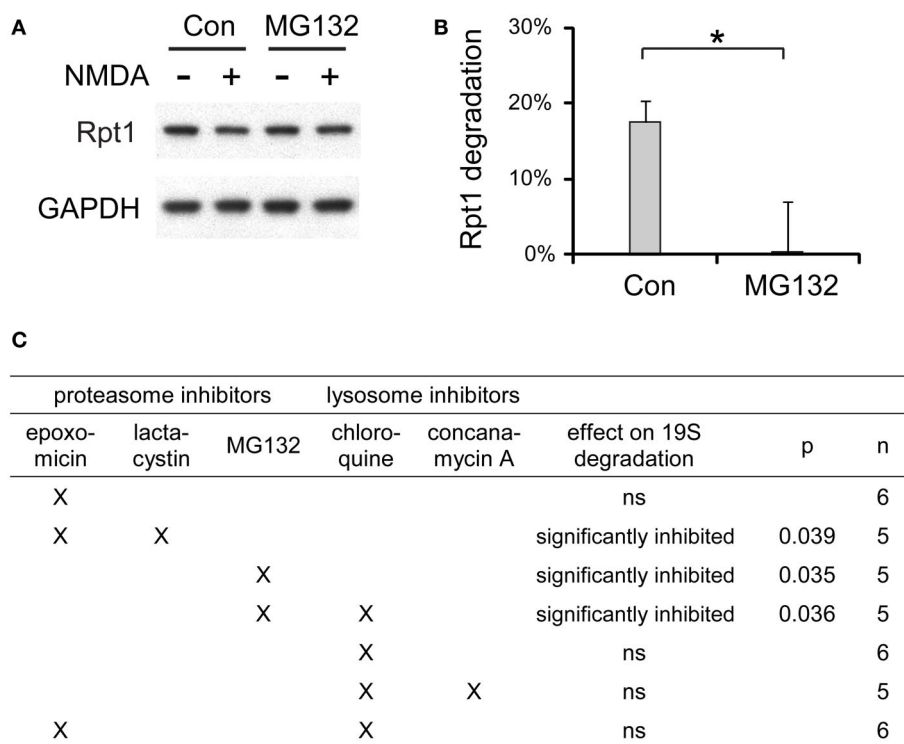 A
Con MG132
NMDA - + - +
Rpt1
GAPDH
B
30%
20%
10%
0%
Rpt1 degradation
*
Con MG132
C
proteasome inhibitors lysosome inhibitors
epoxo- lacta- MG132 chloro- concana- effect on 19S p n
micin cystin quine mycin A degradation
X ns 6
X X significantly inhibited 0.039 5
X significantly inhibited 0.035 5
X X significantly inhibited 0.036 5
X ns 6
X X ns 5
X X ns 6